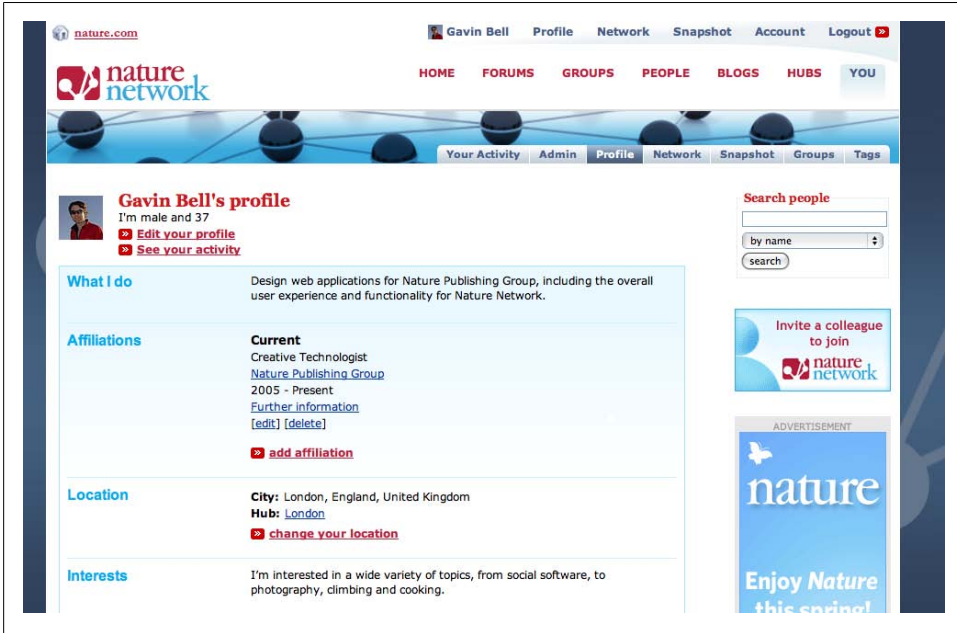 nature.com
Gavin Bell Profile Network Snapshot Account Logout
nature
network
HOME FORUMS GROUPS PEOPLE BLOGS HUBS YOU
Your Activity Admin Profile Network Snapshot Groups Tags
Gavin Bell's profile
I'm male and 37
Edit your profile
See your activity
Search people
by name
search
What I do
Design web applications for Nature Publishing Group, including the overall
user experience and functionality for Nature Network.
Affiliations
Current
Creative Technologist
Nature Publishing Group
2005 - Present
Further information
[edit] [delete]
add affiliation
Location
City: London, England, United Kingdom
Hub: London
change your location
Interests
I'm interested in a wide variety of topics, from social software, to
photography, climbing and cooking.
Invite a colleague
to join
nature
network
ADVERTISEMENT
nature
Enjoy Nature
this spring!